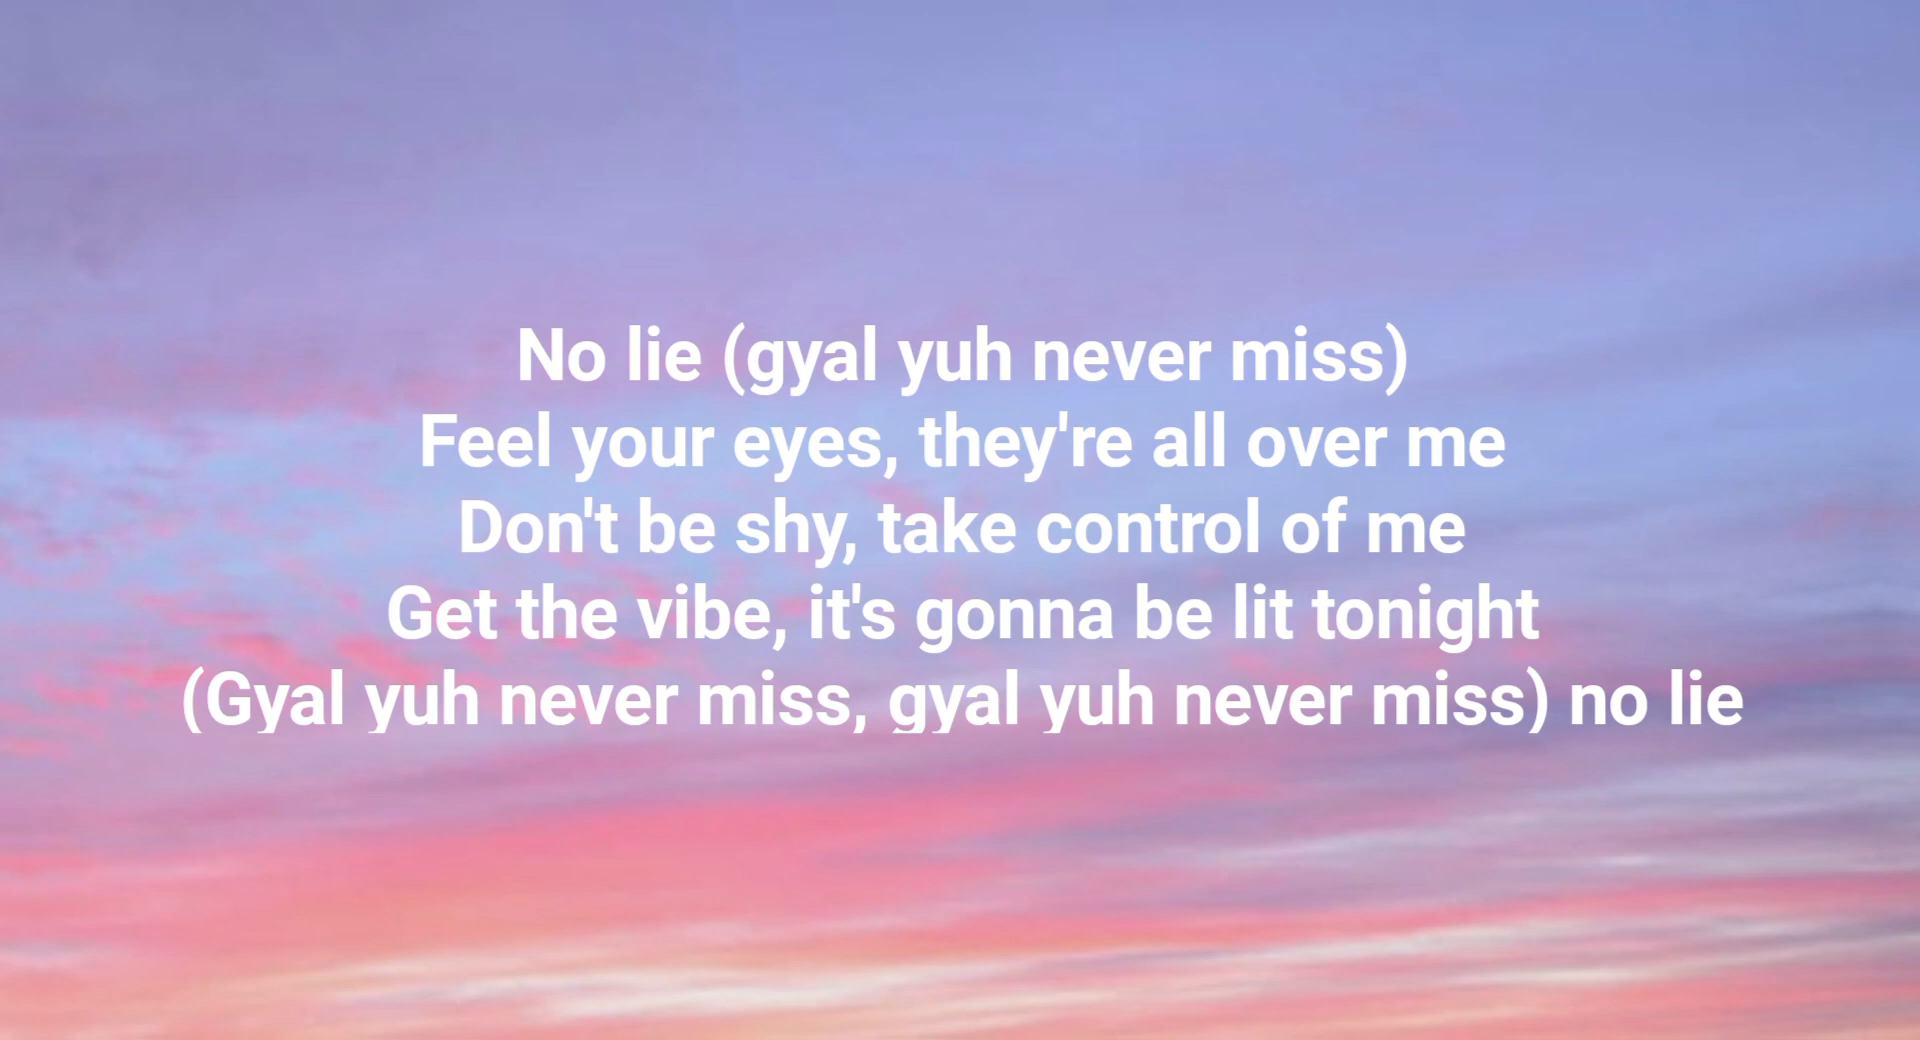 No lie (gyal yuh never miss)
Feel your eyes, they're all over me
Don't be shy, take control of me
Get the vibe, it's gonna be lit tonight
(Gyal yuh never miss, gyal yuh never miss) no lie